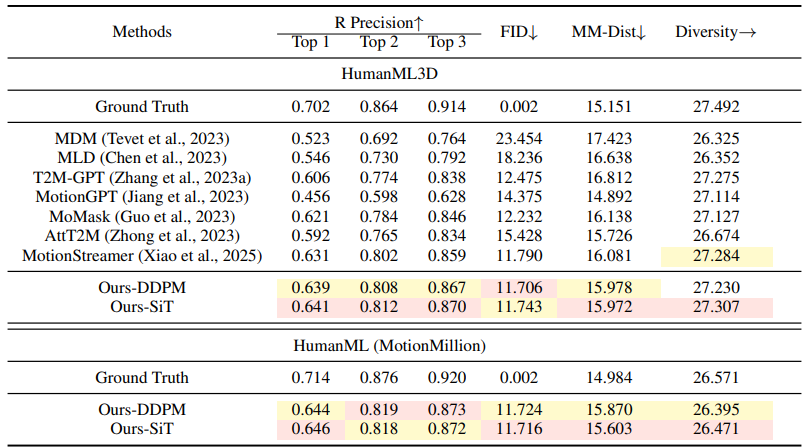 Methods R Precision↑ FID↓ MM-Dist↓ Diversity→
Top 1 Top 2 Top 3
HumanML3D
Ground Truth 0.702 0.864 0.914 0.002 15.151 27.492
MDM (Tevet et al., 2023) 0.523 0.692 0.764 23.454 17.423 26.325
MLD (Chen et al., 2023) 0.546 0.730 0.792 18.236 16.638 26.352
T2M-GPT (Zhang et al., 2023a) 0.606 0.774 0.838 12.475 16.812 27.275
MotionGPT (Jiang et al., 2023) 0.456 0.598 0.628 14.375 14.892 27.114
MoMask (Guo et al., 2023) 0.621 0.784 0.846 12.232 16.138 27.127
AttT2M (Zhong et al., 2023) 0.592 0.765 0.834 15.428 15.726 26.674
MotionStreamer (Xiao et al., 2025) 0.631 0.802 0.859 11.790 16.081 27.284
Ours-DDPM 0.639 0.808 0.867 11.706 15.978 27.230
Ours-SiT 0.641 0.812 0.870 11.743 15.972 27.307
HumanML (MotionMillion)
Ground Truth 0.714 0.876 0.920 0.002 14.984 26.571
Ours-DDPM 0.644 0.819 0.873 11.724 15.870 26.395
Ours-SiT 0.646 0.818 0.872 11.716 15.603 26.471